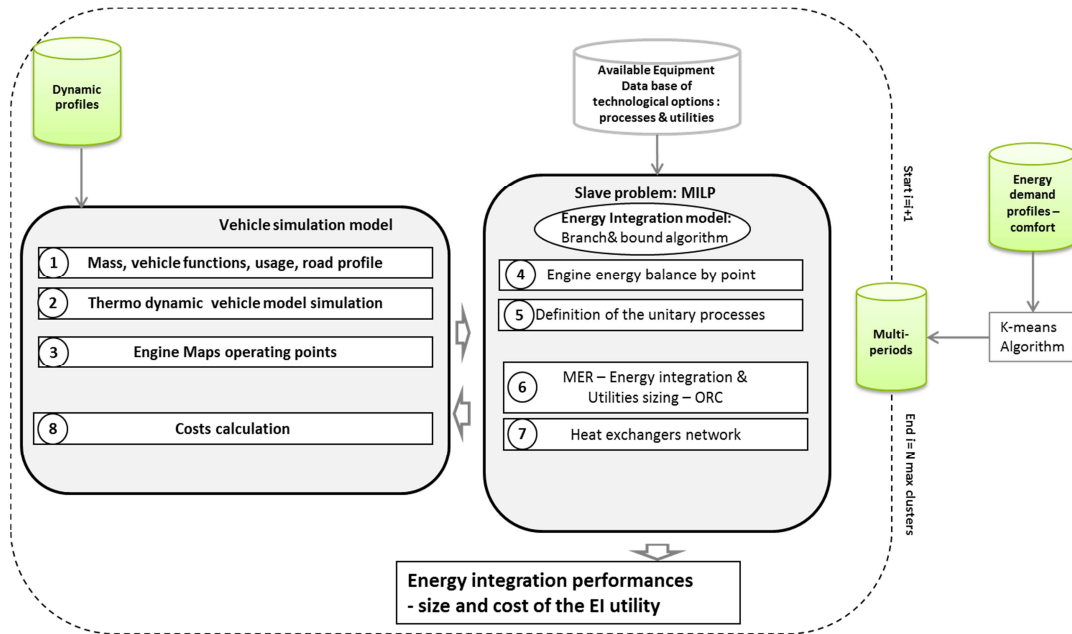 Dynamic
profiles
Available Equipment
Data base of
technological options :
processes & utilities
Vehicle simulation model
1
Mass, vehicle functions, usage, road profile
2
Thermo dynamic vehicle model simulation
3
Engine Maps operating points
8
Costs calculation
Slave problem: MILP
Energy Integration model:
Branch& bound algorithm
4
Engine energy balance by point
5
Definition of the unitary processes
6
MER – Energy integration &
Utilities sizing – ORC
7
Heat exchangers network
Energy integration performances
- size and cost of the EI utility
Start i=i+1
Multi-
periods
End i= N max clusters
Energy
demand
profiles –
comfort
K-means
Algorithm